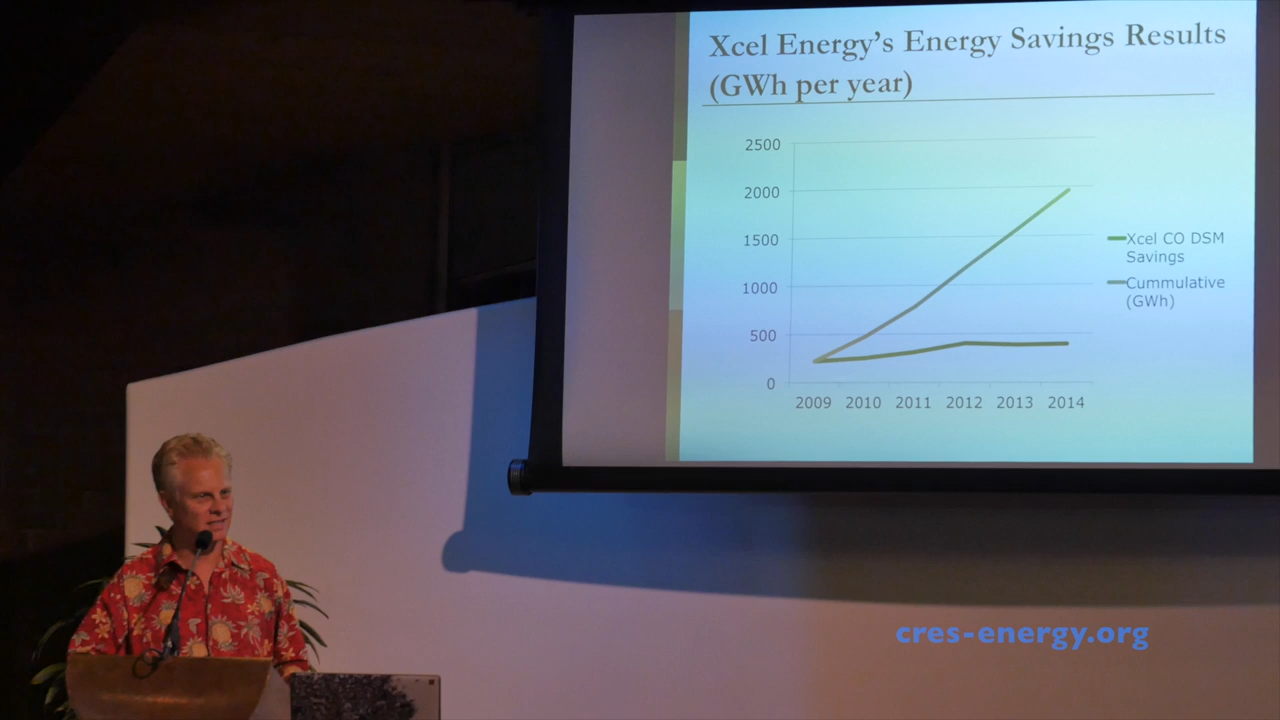 Xcel Energy's Energy Savings Results
(GWh per year)
2500
2000
1500
1000
500
0
2009 2010 2011 2012 2013 2014
Xcel CO DSM
Savings
Cummulative
(GWh)
cres-energy.org